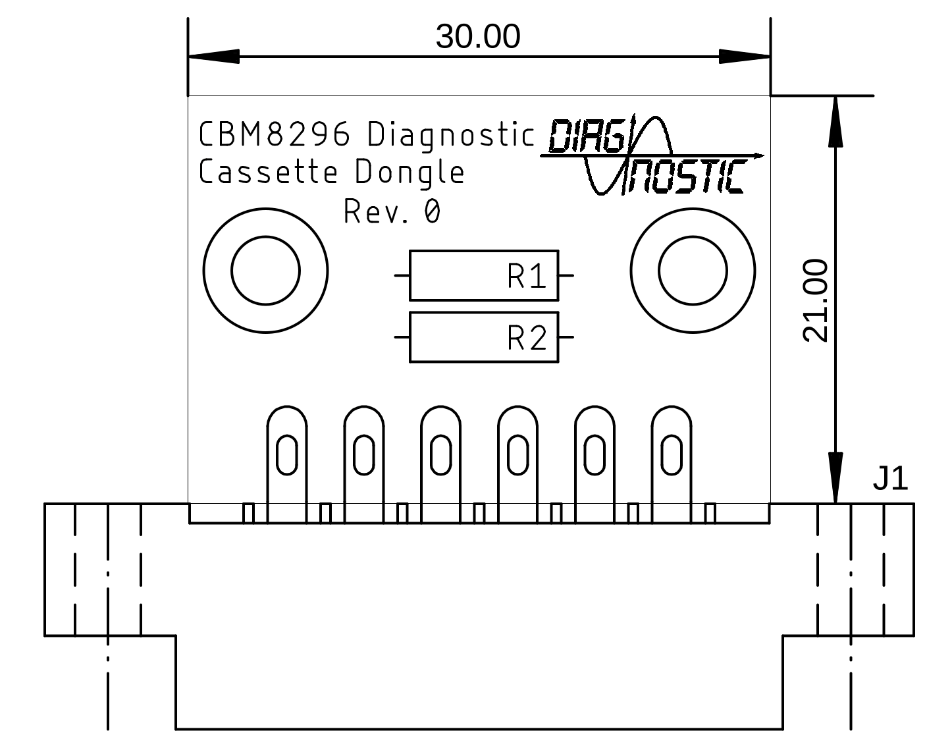 30.00
CBM8296 Diagnostic
Cassette Dongle
Rev. 0
DIAG
NOSTIC
R1
R2
21.00
J1